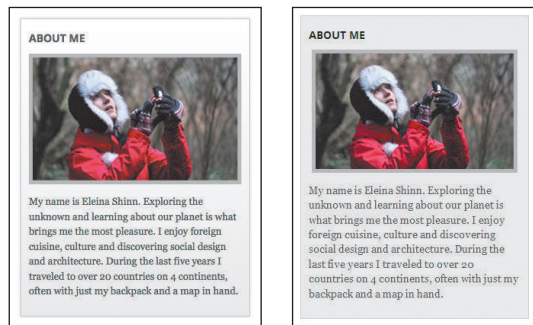 ABOUT ME
My name is Eleina Shinn. Exploring the
unknown and learning about our planet is what
brings me the most pleasure. I enjoy foreign
cuisine, culture and discovering social design
and architecture. During the last five years I
traveled to over 20 countries on 4 continents,
often with just my backpack and a map in hand.
ABOUT ME
My name is Eleina Shinn. Exploring the
unknown and learning about our planet is
what brings me the most pleasure. I enjoy
foreign cuisine, culture and discovering
social design and architecture. During the
last five years I traveled to over 20
countries on 4 continents, often with just my
backpack and a map in hand.